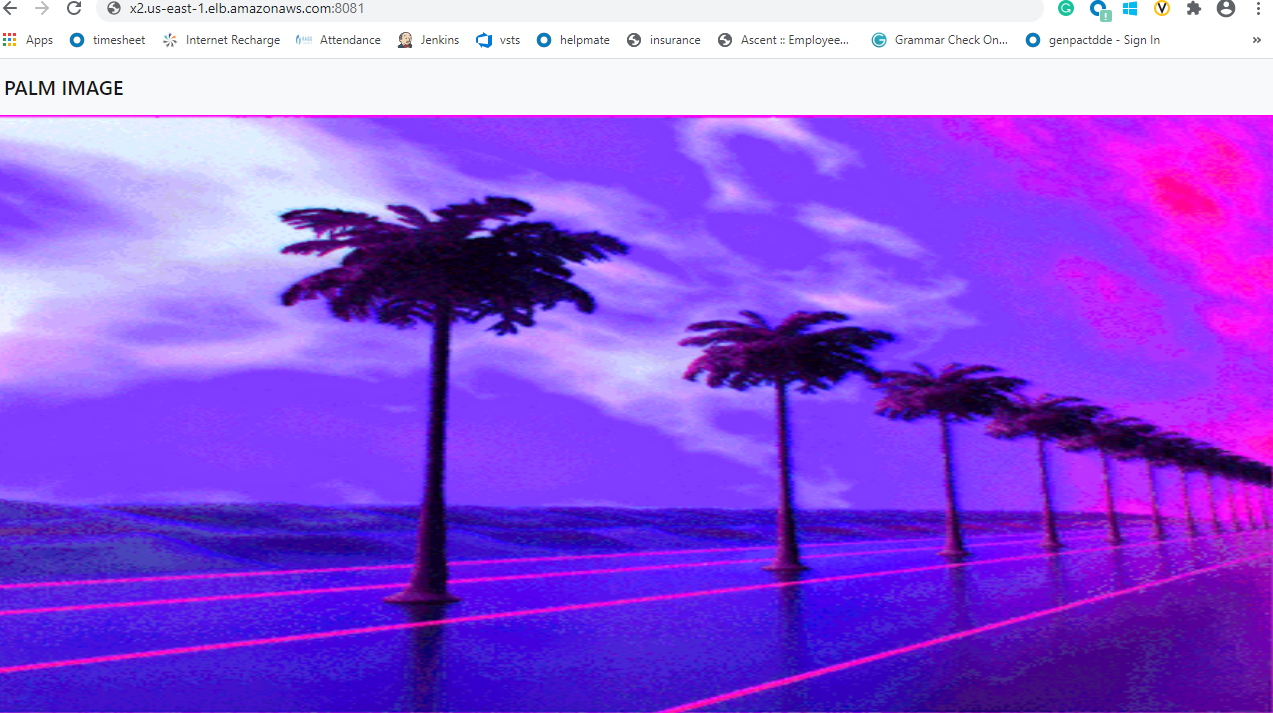 x2.us-east-1.elb.amazonaws.com:8081
Apps timesheet Internet Recharge Attendance Jenkins vsts helpmate insurance Ascent :: Employee... Grammar Check On... genpactdde - Sign In »
PALM IMAGE